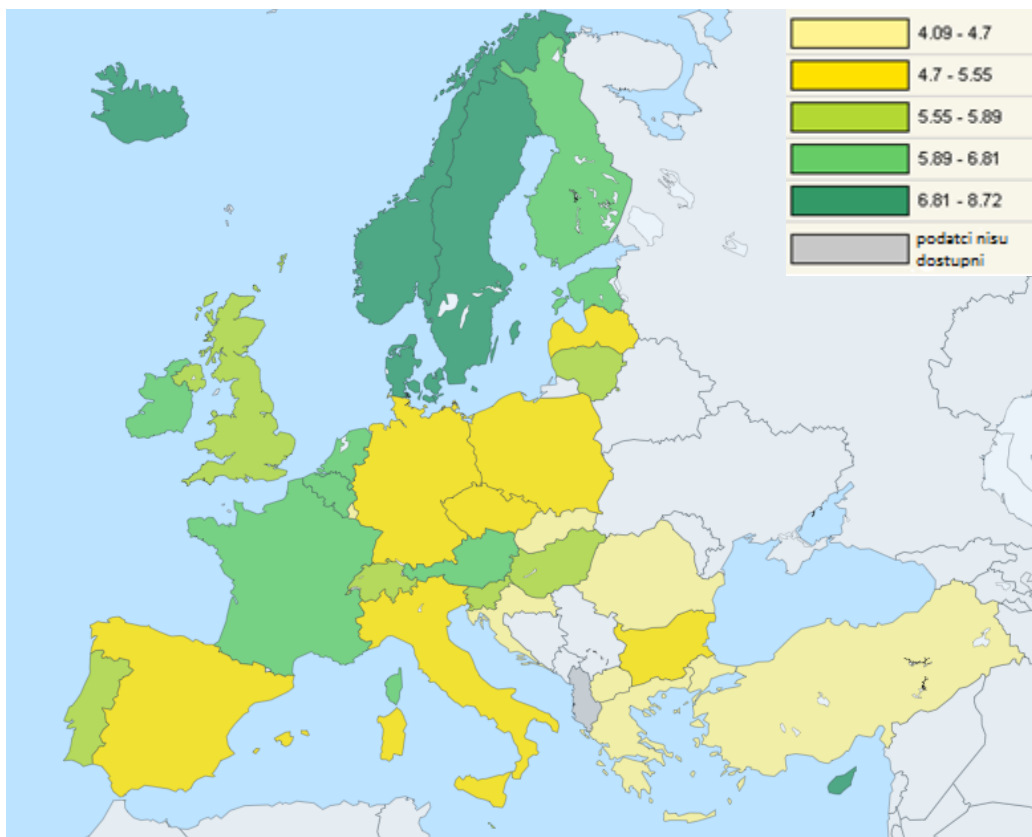 4.09 - 4.7
4.7 - 5.55
5.55 - 5.89
5.89 - 6.81
6.81 - 8.72
podatci nisu
dostupni